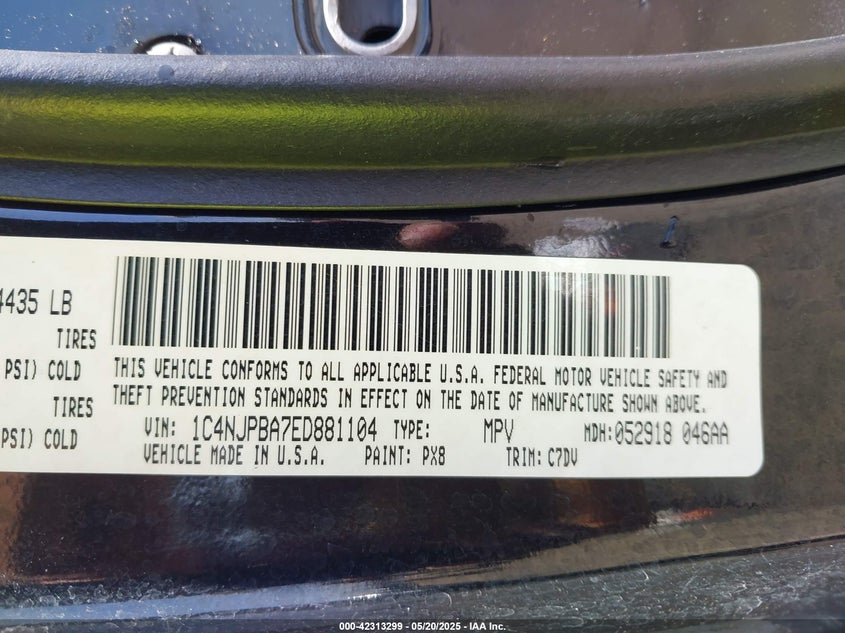 4435 LB
TIRES
PSI) COLD
TIRES
PSI) COLD
THIS VEHICLE CONFORMS TO ALL APPLICABLE U.S.A. FEDERAL MOTOR VEHICLE SAFETY AND
THEFT PREVENTION STANDARDS IN EFFECT ON THE DATE OF MANUFACTURE SHOWN ABOVE.
VIN: 1C4NJPBA7ED881104 TYPE: MPV MDH:052918 046AA
VEHICLE MADE IN U.S.A. PAINT: PX8 TRIM: C7DV
000-42313299 — 05/20/2025 — IAA Inc.